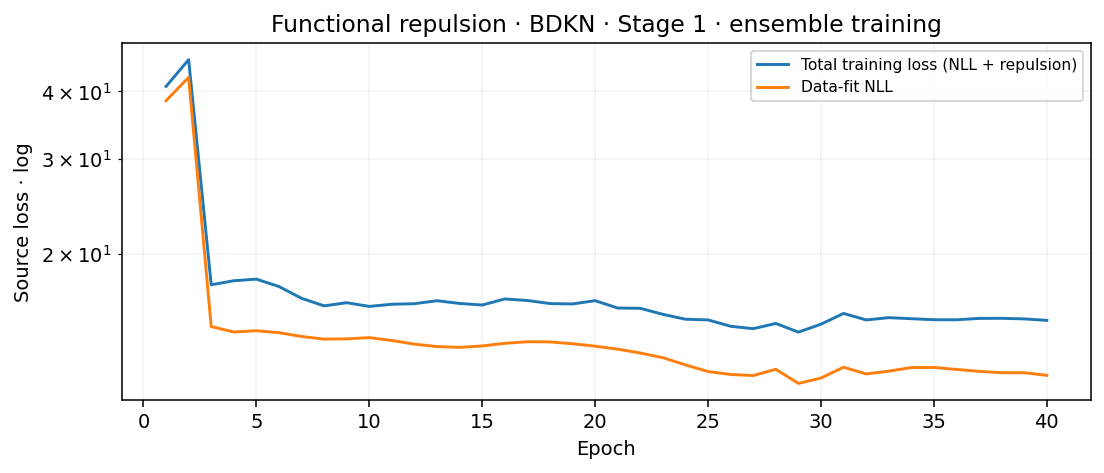 Functional repulsion · BDKN · Stage 1 · ensemble training
Total training loss (NLL + repulsion)
Data-fit NLL
Source loss · log
4 × 10¹
3 × 10¹
2 × 10¹
0 5 10 15 20 25 30 35 40
Epoch